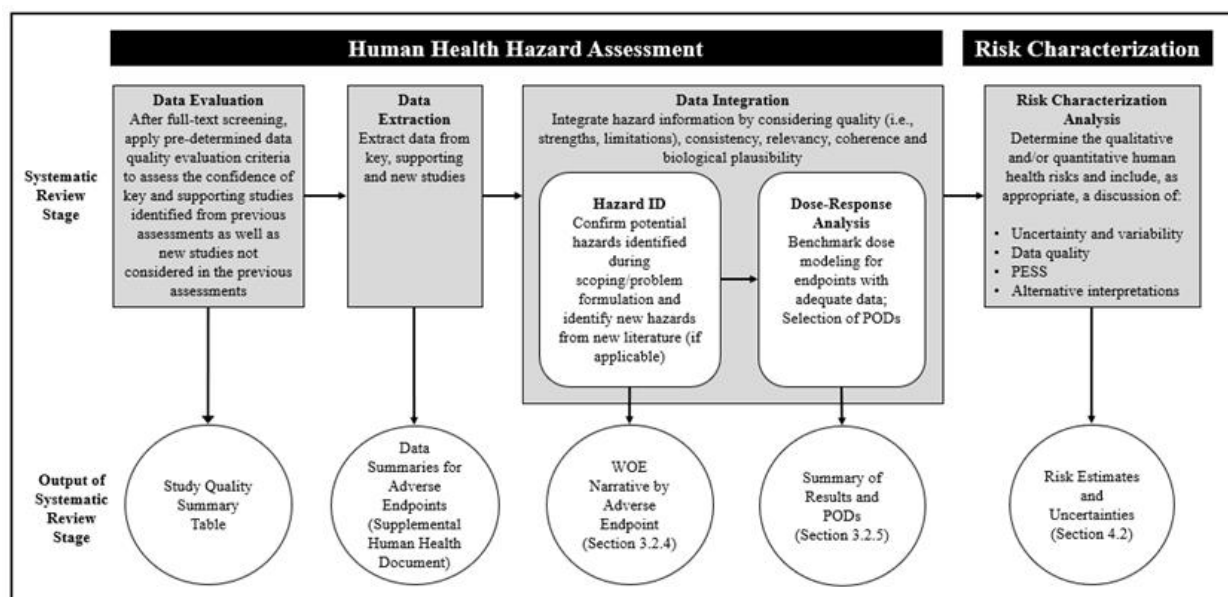 Human Health Hazard Assessment
Risk Characterization
Systematic
Review
Stage
Data Evaluation
After full-text screening,
apply pre-determined data
quality evaluation criteria
to assess the confidence of
key and supporting studies
identified from previous
assessments as well as
new studies not
considered in the previous
assessments
Data
Extraction
Extract data from
key, supporting
and new studies
Data Integration
Integrate hazard information by considering quality (i.e.,
strengths, limitations), consistency, relevancy, coherence and
biological plausibility
Hazard ID
Confirm potential
hazards identified
during
scoping/problem
formulation and
identify new hazards
from new literature (if
applicable)
Dose-Response
Analysis
Benchmark dose
modeling for
endpoints with
adequate data;
Selection of PODs
Risk Characterization
Analysis
Determine the qualitative
and/or quantitative human
health risks and include, as
appropriate, a discussion of:
• Uncertainty and variability
• Data quality
• PESS
• Alternative interpretations
Output of
Systematic
Review
Stage
Study Quality
Summary
Table
Data
Summaries for
Adverse
Endpoints
(Supplemental
Human Health
Document)
WOE
Narrative by
Adverse
Endpoint
(Section 3.2.4)
Summary of
Results and
PODs
(Section 3.2.5)
Risk Estimates
and
Uncertainties
(Section 4.2)